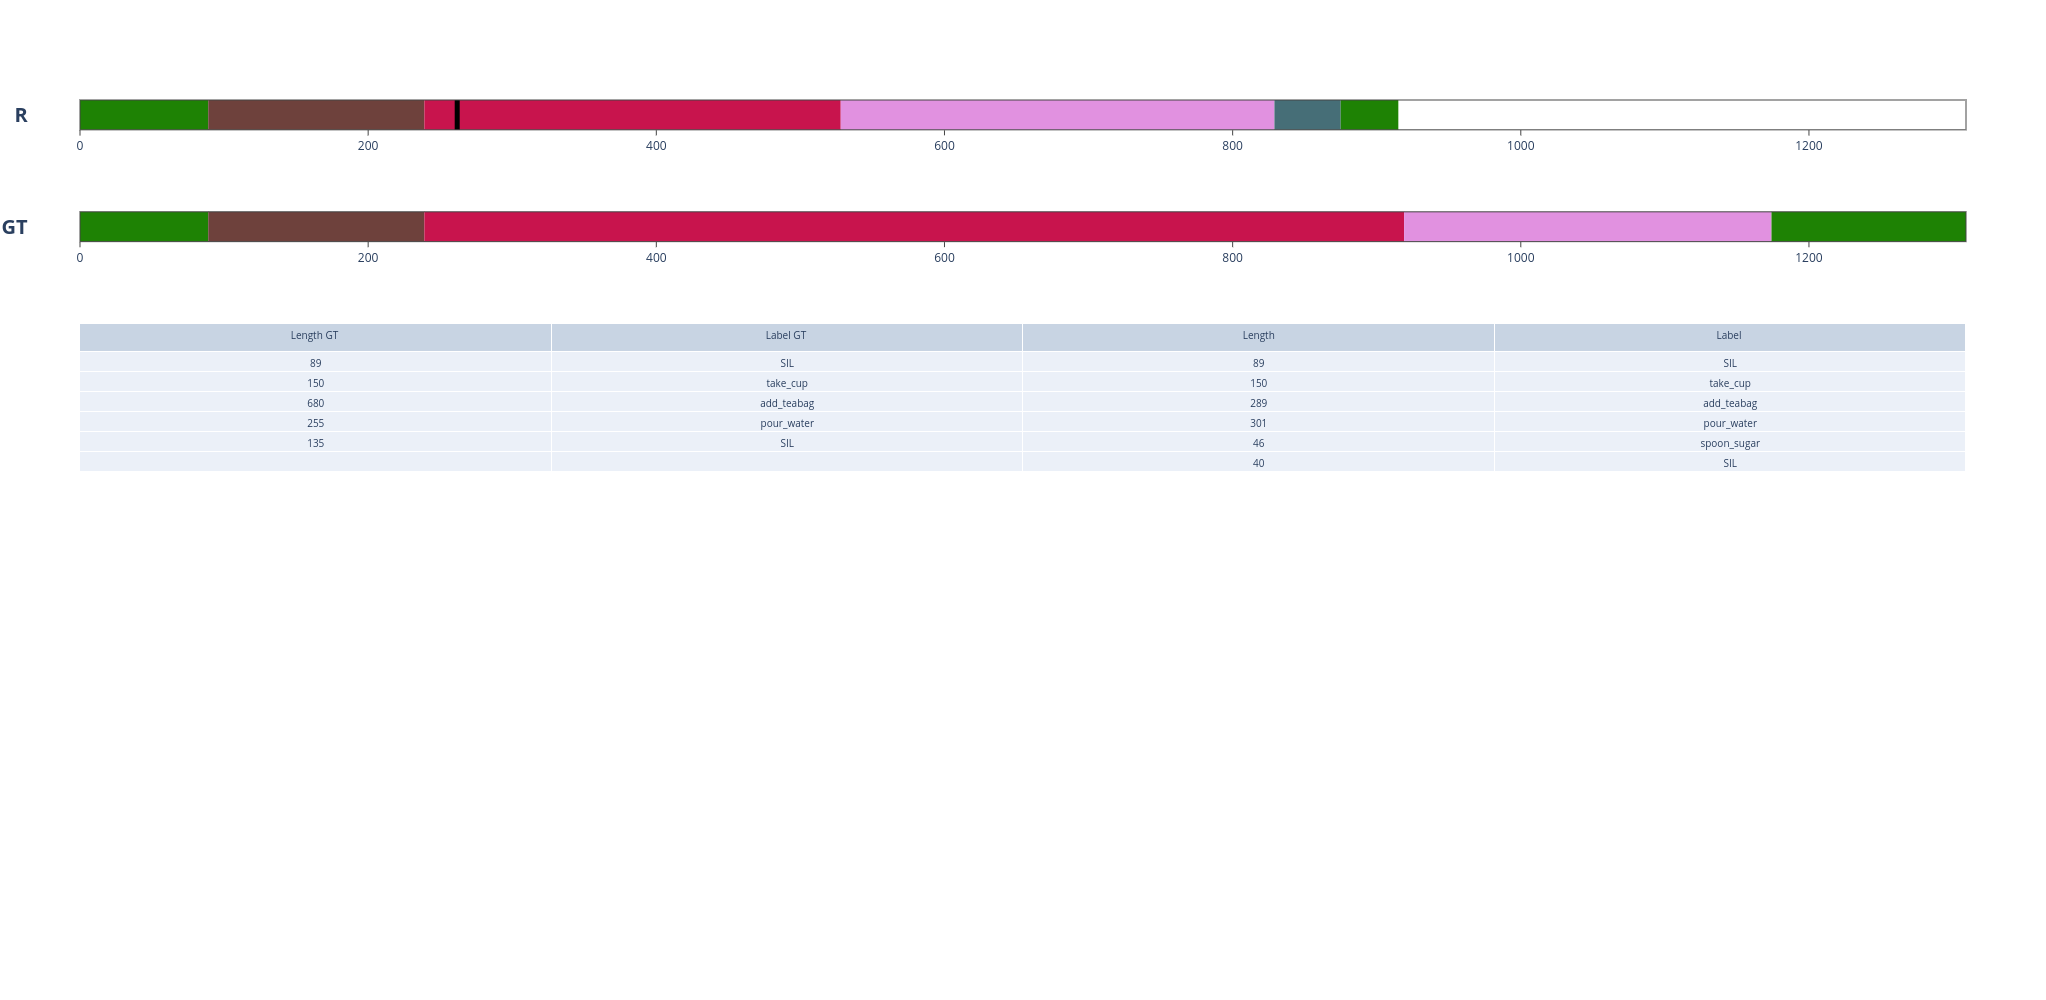 R
0 200 400 600 800 1000 1200
GT
0 200 400 600 800 1000 1200
Length GT Label GT Length Label
89 SIL 89 SIL
150 take_cup 150 take_cup
680 add_teabag 289 add_teabag
255 pour_water 301 pour_water
135 SIL 46 spoon_sugar
40 SIL